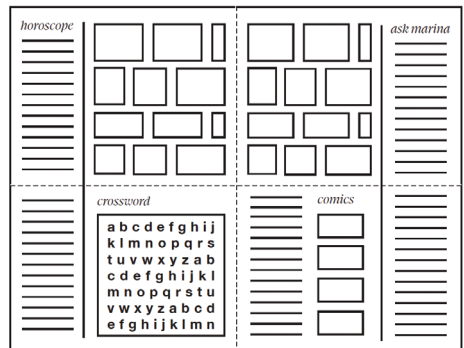 horoscope
ask marina
crossword
comics
a b c d e f g h i j
k l m n o p q r s
t u v w x y z a b
c d e f g h i j k l
m n o p q r s t u
v w x y z a b c d
e f g h i j k l m n